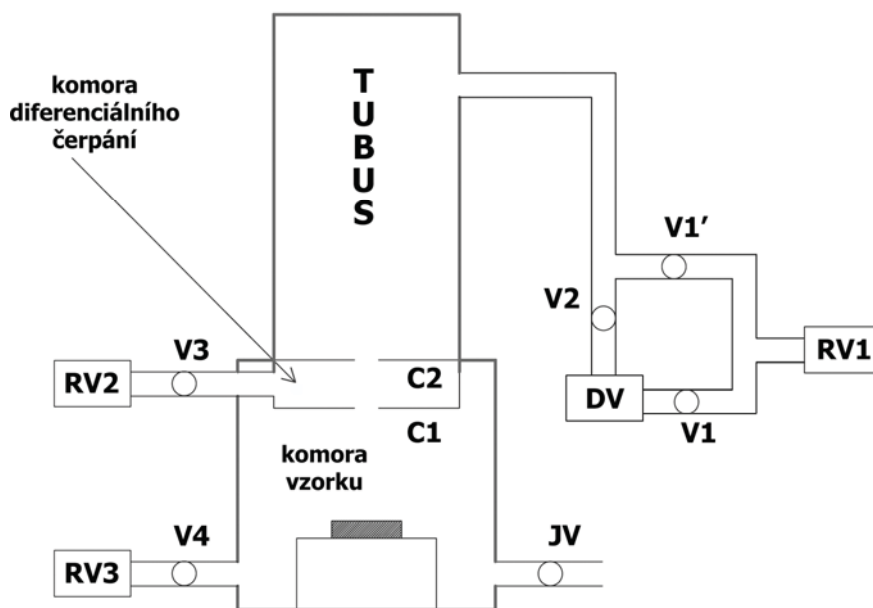 komora
diferenciálního
čerpání
T
U
B
U
S
V1’
V2
V3
RV2
C2
RV1
DV
C1
V1
komora
vzorku
V4
JV
RV3